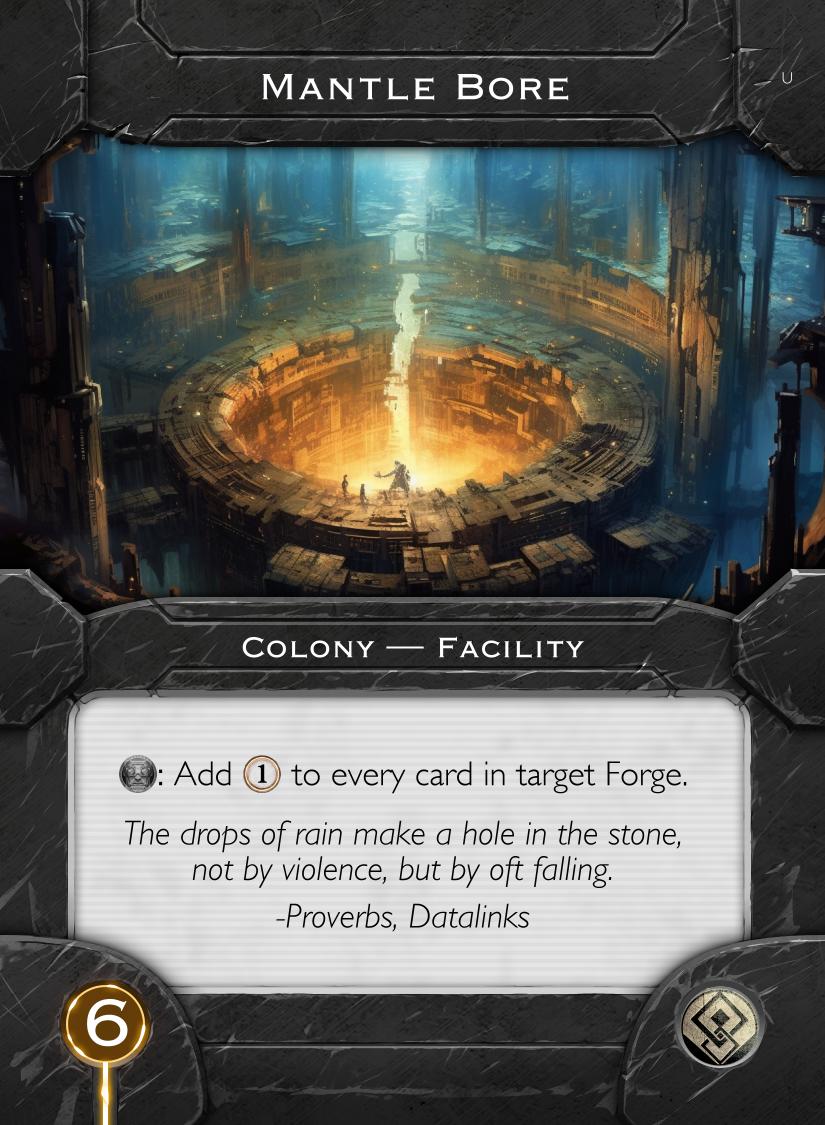 Mantle Bore
U
Colony — Facility
: Add 1 to every card in target Forge.
The drops of rain make a hole in the stone,
not by violence, but by oft falling.
-Proverbs, Datalinks
6